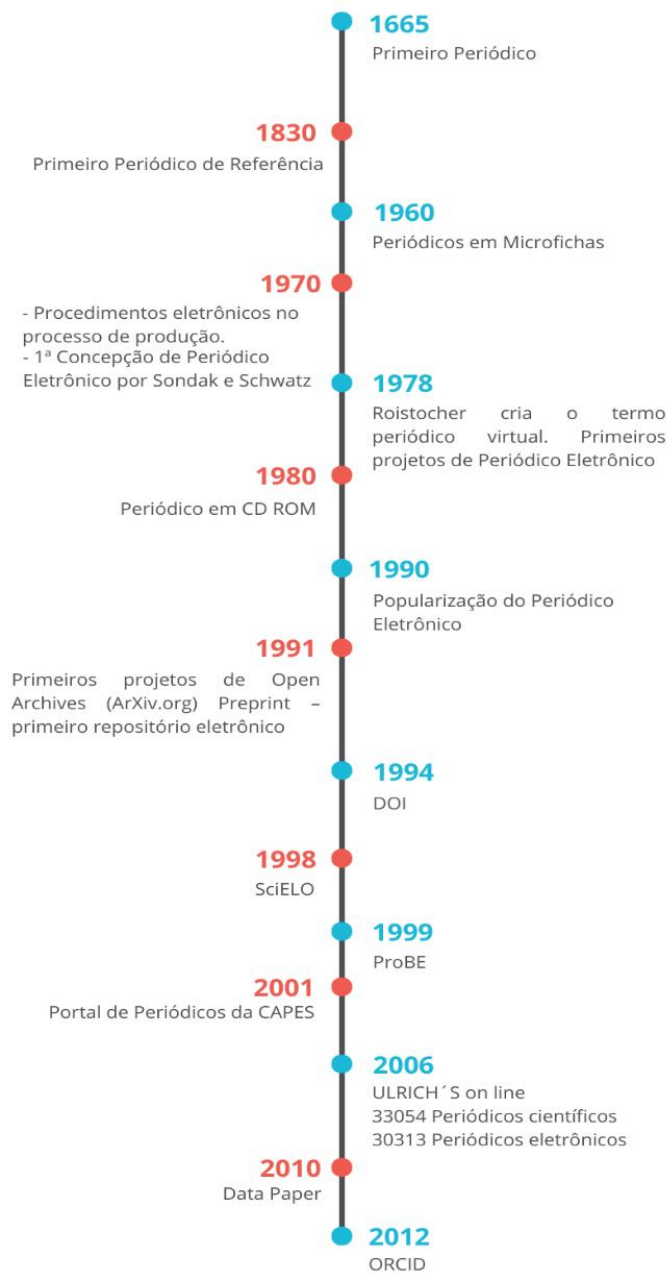 1665
Primeiro Periódico
1830
Primeiro Periódico de Referência
1960
Periódicos em Microfichas
1970
- Procedimentos eletrônicos no
processo de produção.
- 1ª Concepção de Periódico
Eletrônico por Sondak e Schwatz
1978
Roistocher cria o termo
periódico virtual. Primeiros
projetos de Periódico Eletrônico
1980
Periódico em CD ROM
1990
Popularização do Periódico
Eletrônico
1991
Primeiros projetos de Open
Archives (ArXiv.org) Preprint –
primeiro repositório eletrônico
1994
DOI
1998
SciELO
1999
ProBE
2001
Portal de Periódicos da CAPES
2006
ULRICH´S on line
33054 Periódicos científicos
30313 Periódicos eletrônicos
2010
Data Paper
2012
ORCID